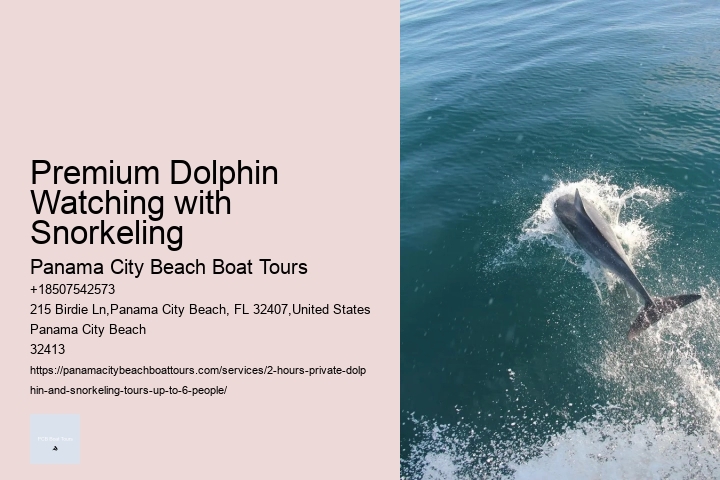 Premium Dolphin
Watching with
Snorkeling
Panama City Beach Boat Tours
+18507542573
215 Birdie Ln,Panama City Beach, FL 32407,United States
Panama City Beach
32413
https://panamacitybeachboattours.com/services/2-hours-private-dolp
hin-and-snorkeling-tours-up-to-6-people/